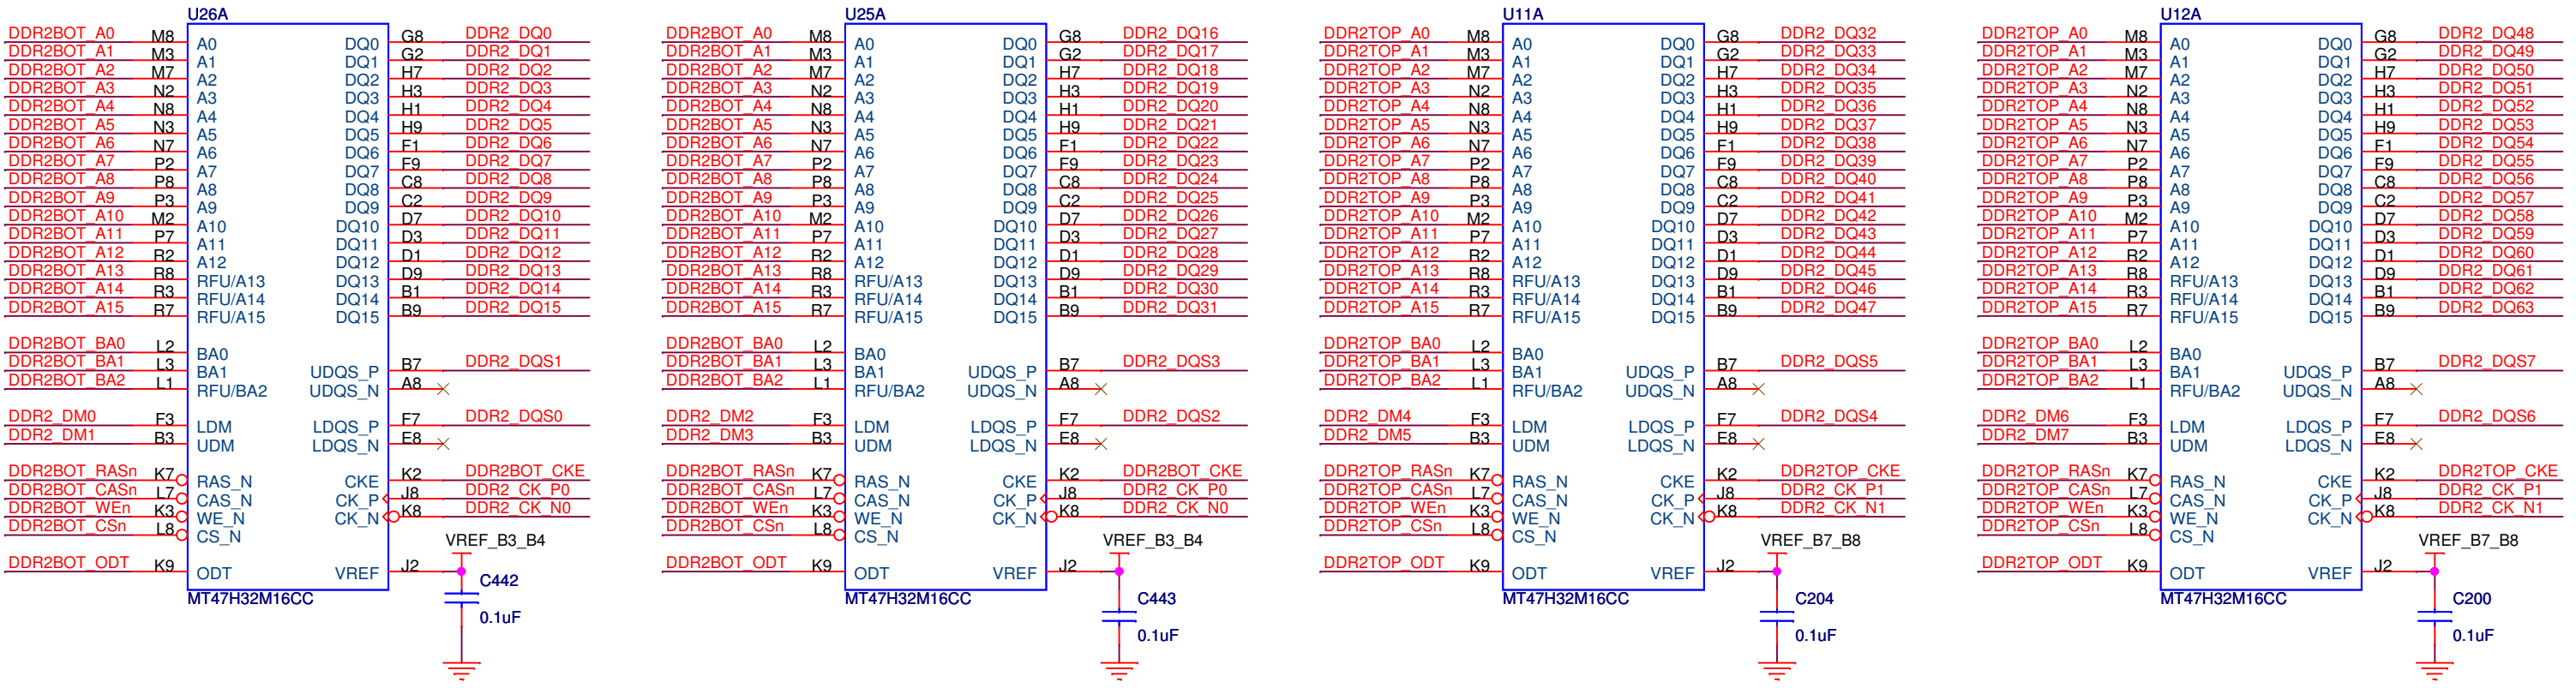 U26A
DDR2BOT_A0 M8 A0 DQ0 G8 DDR2_DQ0
DDR2BOT_A1 M3 A1 DQ1 G2 DDR2_DQ1
DDR2BOT_A2 M7 A2 DQ2 H7 DDR2_DQ2
DDR2BOT_A3 N2 A3 DQ3 H3 DDR2_DQ3
DDR2BOT_A4 N8 A4 DQ4 H1 DDR2_DQ4
DDR2BOT_A5 N3 A5 DQ5 H9 DDR2_DQ5
DDR2BOT_A6 N7 A6 DQ6 F1 DDR2_DQ6
DDR2BOT_A7 P2 A7 DQ7 F9 DDR2_DQ7
DDR2BOT_A8 P8 A8 DQ8 C8 DDR2_DQ8
DDR2BOT_A9 P3 A9 DQ9 C2 DDR2_DQ9
DDR2BOT_A10 M2 A10 DQ10 D7 DDR2_DQ10
DDR2BOT_A11 P7 A11 DQ11 D3 DDR2_DQ11
DDR2BOT_A12 R2 A12 DQ12 D1 DDR2_DQ12
DDR2BOT_A13 R8 RFU/A13 DQ13 D9 DDR2_DQ13
DDR2BOT_A14 R3 RFU/A14 DQ14 B1 DDR2_DQ14
DDR2BOT_A15 R7 RFU/A15 DQ15 B9 DDR2_DQ15
DDR2BOT_BA0 L2 BA0
DDR2BOT_BA1 L3 BA1 UDQS_P B7 DDR2_DQS1
DDR2BOT_BA2 L1 RFU/BA2 UDQS_N A8
DDR2_DM0 F3 LDM LDQS_P F7 DDR2_DQS0
DDR2_DM1 B3 UDM LDQS_N E8
DDR2BOT_RASn K7 RAS_N CKE K2 DDR2BOT_CKE
DDR2BOT_CASn L7 CAS_N CK_P J8 DDR2_CK_P0
DDR2BOT_WEn K3 WE_N CK_N K8 DDR2_CK_N0
DDR2BOT_CSn L8 CS_N
VREF_B3_B4
DDR2BOT_ODT K9 ODT VREF J2
C442
MT47H32M16CC
0.1uF
U25A
DDR2BOT_A0 M8 A0 DQ0 G8 DDR2_DQ16
DDR2BOT_A1 M3 A1 DQ1 G2 DDR2_DQ17
DDR2BOT_A2 M7 A2 DQ2 H7 DDR2_DQ18
DDR2BOT_A3 N2 A3 DQ3 H3 DDR2_DQ19
DDR2BOT_A4 N8 A4 DQ4 H1 DDR2_DQ20
DDR2BOT_A5 N3 A5 DQ5 H9 DDR2_DQ21
DDR2BOT_A6 N7 A6 DQ6 F1 DDR2_DQ22
DDR2BOT_A7 P2 A7 DQ7 F9 DDR2_DQ23
DDR2BOT_A8 P8 A8 DQ8 C8 DDR2_DQ24
DDR2BOT_A9 P3 A9 DQ9 C2 DDR2_DQ25
DDR2BOT_A10 M2 A10 DQ10 D7 DDR2_DQ26
DDR2BOT_A11 P7 A11 DQ11 D3 DDR2_DQ27
DDR2BOT_A12 R2 A12 DQ12 D1 DDR2_DQ28
DDR2BOT_A13 R8 RFU/A13 DQ13 D9 DDR2_DQ29
DDR2BOT_A14 R3 RFU/A14 DQ14 B1 DDR2_DQ30
DDR2BOT_A15 R7 RFU/A15 DQ15 B9 DDR2_DQ31
DDR2BOT_BA0 L2 BA0
DDR2BOT_BA1 L3 BA1 UDQS_P B7 DDR2_DQS3
DDR2BOT_BA2 L1 RFU/BA2 UDQS_N A8
DDR2_DM2 F3 LDM LDQS_P F7 DDR2_DQS2
DDR2_DM3 B3 UDM LDQS_N E8
DDR2BOT_RASn K7 RAS_N CKE K2 DDR2BOT_CKE
DDR2BOT_CASn L7 CAS_N CK_P J8 DDR2_CK_P0
DDR2BOT_WEn K3 WE_N CK_N K8 DDR2_CK_N0
DDR2BOT_CSn L8 CS_N
VREF_B3_B4
DDR2BOT_ODT K9 ODT VREF J2
MT47H32M16CC
C443
0.1uF
U11A
DDR2TOP_A0 M8 A0 DQ0 G8 DDR2_DQ32
DDR2TOP_A1 M3 A1 DQ1 G2 DDR2_DQ33
DDR2TOP_A2 M7 A2 DQ2 H7 DDR2_DQ34
DDR2TOP_A3 N2 A3 DQ3 H3 DDR2_DQ35
DDR2TOP_A4 N8 A4 DQ4 H1 DDR2_DQ36
DDR2TOP_A5 N3 A5 DQ5 H9 DDR2_DQ37
DDR2TOP_A6 N7 A6 DQ6 F1 DDR2_DQ38
DDR2TOP_A7 P2 A7 DQ7 F9 DDR2_DQ39
DDR2TOP_A8 P8 A8 DQ8 C8 DDR2_DQ40
DDR2TOP_A9 P3 A9 DQ9 C2 DDR2_DQ41
DDR2TOP_A10 M2 A10 DQ10 D7 DDR2_DQ42
DDR2TOP_A11 P7 A11 DQ11 D3 DDR2_DQ43
DDR2TOP_A12 R2 A12 DQ12 D1 DDR2_DQ44
DDR2TOP_A13 R8 RFU/A13 DQ13 D9 DDR2_DQ45
DDR2TOP_A14 R3 RFU/A14 DQ14 B1 DDR2_DQ46
DDR2TOP_A15 R7 RFU/A15 DQ15 B9 DDR2_DQ47
DDR2TOP_BA0 L2 BA0
DDR2TOP_BA1 L3 BA1 UDQS_P B7 DDR2_DQS5
DDR2TOP_BA2 L1 RFU/BA2 UDQS_N A8
DDR2_DM4 F3 LDM LDQS_P F7 DDR2_DQS4
DDR2_DM5 B3 UDM LDQS_N E8
DDR2TOP_RASn K7 RAS_N CKE K2 DDR2TOP_CKE
DDR2TOP_CASn L7 CAS_N CK_P J8 DDR2_CK_P1
DDR2TOP_WEn K3 WE_N CK_N K8 DDR2_CK_N1
DDR2TOP_CSn L8 CS_N
VREF_B7_B8
DDR2TOP_ODT K9 ODT VREF J2
MT47H32M16CC
C204
0.1uF
U12A
DDR2TOP_A0 M8 A0 DQ0 G8 DDR2_DQ48
DDR2TOP_A1 M3 A1 DQ1 G2 DDR2_DQ49
DDR2TOP_A2 M7 A2 DQ2 H7 DDR2_DQ50
DDR2TOP_A3 N2 A3 DQ3 H3 DDR2_DQ51
DDR2TOP_A4 N8 A4 DQ4 H1 DDR2_DQ52
DDR2TOP_A5 N3 A5 DQ5 H9 DDR2_DQ53
DDR2TOP_A6 N7 A6 DQ6 F1 DDR2_DQ54
DDR2TOP_A7 P2 A7 DQ7 F9 DDR2_DQ55
DDR2TOP_A8 P8 A8 DQ8 C8 DDR2_DQ56
DDR2TOP_A9 P3 A9 DQ9 C2 DDR2_DQ57
DDR2TOP_A10 M2 A10 DQ10 D7 DDR2_DQ58
DDR2TOP_A11 P7 A11 DQ11 D3 DDR2_DQ59
DDR2TOP_A12 R2 A12 DQ12 D1 DDR2_DQ60
DDR2TOP_A13 R8 RFU/A13 DQ13 D9 DDR2_DQ61
DDR2TOP_A14 R3 RFU/A14 DQ14 B1 DDR2_DQ62
DDR2TOP_A15 R7 RFU/A15 DQ15 B9 DDR2_DQ63
DDR2TOP_BA0 L2 BA0
DDR2TOP_BA1 L3 BA1 UDQS_P B7 DDR2_DQS7
DDR2TOP_BA2 L1 RFU/BA2 UDQS_N A8
DDR2_DM6 F3 LDM LDQS_P F7 DDR2_DQS6
DDR2_DM7 B3 UDM LDQS_N E8
DDR2TOP_RASn K7 RAS_N CKE K2 DDR2TOP_CKE
DDR2TOP_CASn L7 CAS_N CK_P J8 DDR2_CK_P1
DDR2TOP_WEn K3 WE_N CK_N K8 DDR2_CK_N1
DDR2TOP_CSn L8 CS_N
VREF_B7_B8
DDR2TOP_ODT K9 ODT VREF J2
MT47H32M16CC
C200
0.1uF